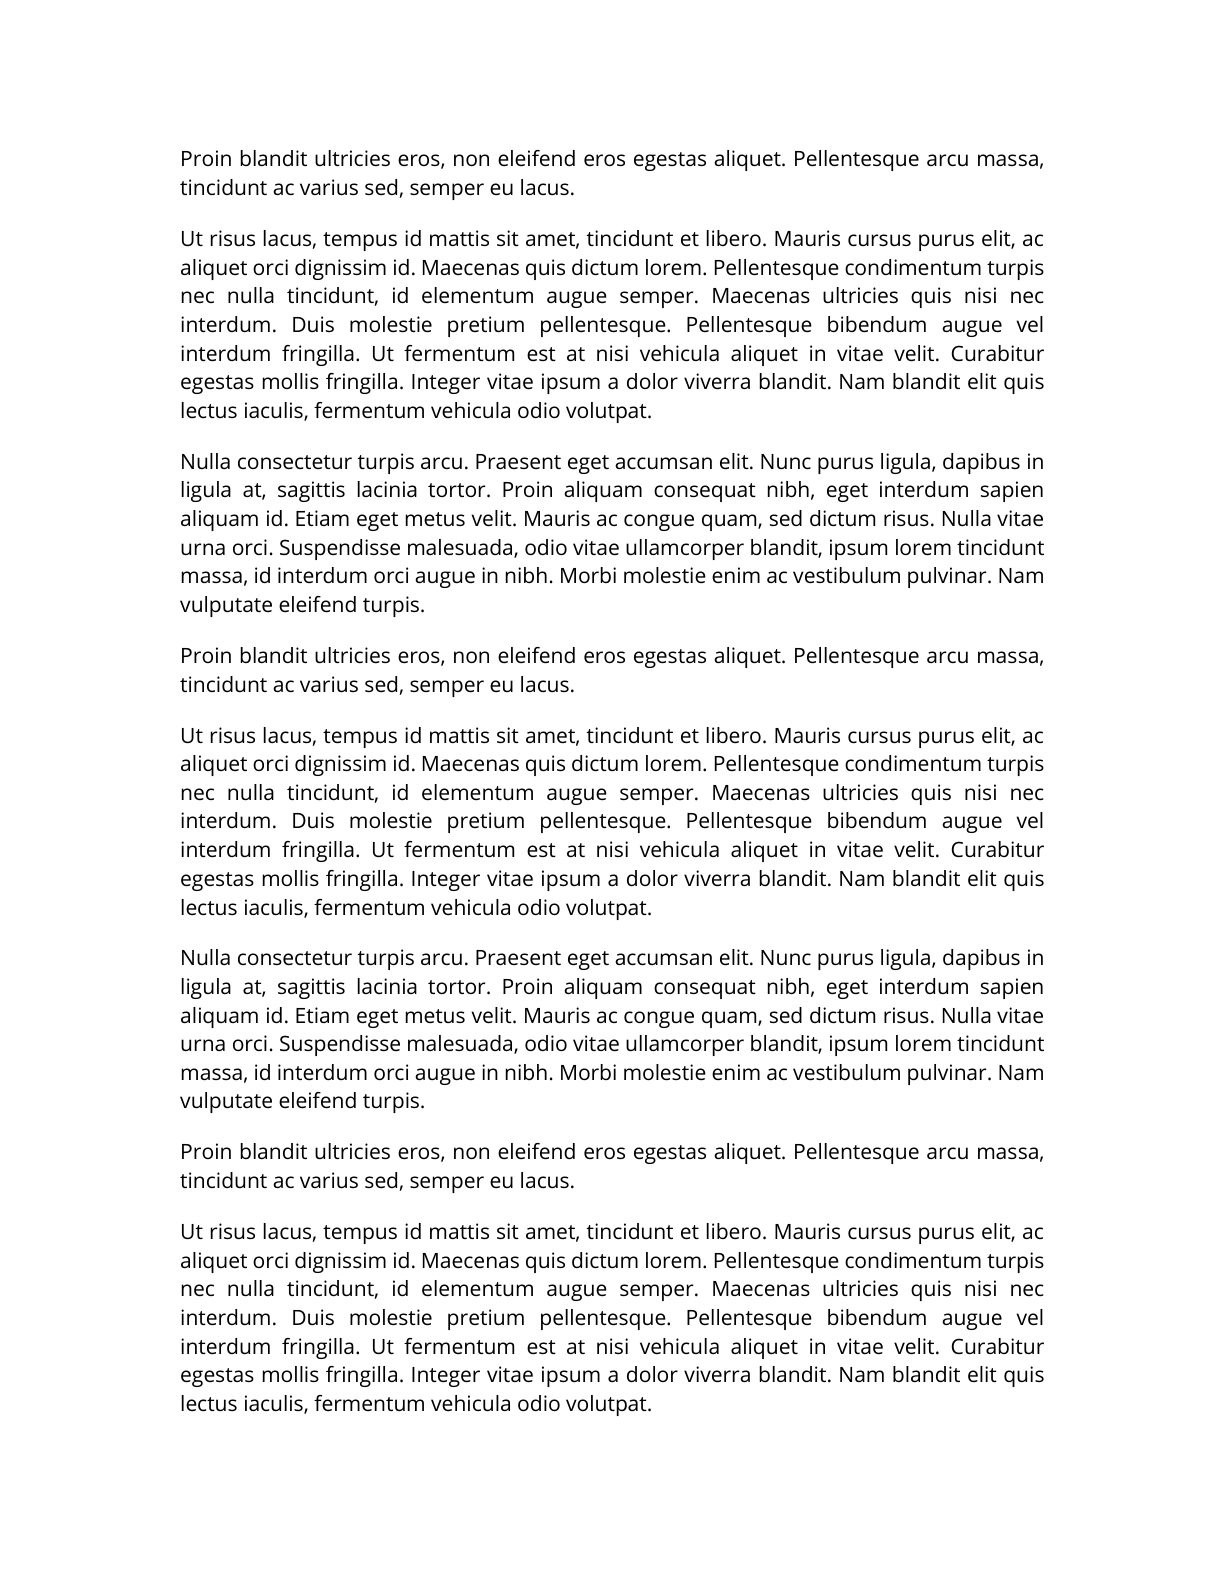 Proin blandit ultricies eros, non eleifend eros egestas aliquet. Pellentesque arcu massa,
tincidunt ac varius sed, semper eu lacus.
Ut risus lacus, tempus id mattis sit amet, tincidunt et libero. Mauris cursus purus elit, ac
aliquet orci dignissim id. Maecenas quis dictum lorem. Pellentesque condimentum turpis
nec nulla tincidunt, id elementum augue semper. Maecenas ultricies quis nisi nec
interdum. Duis molestie pretium pellentesque. Pellentesque bibendum augue vel
interdum fringilla. Ut fermentum est at nisi vehicula aliquet in vitae velit. Curabitur
egestas mollis fringilla. Integer vitae ipsum a dolor viverra blandit. Nam blandit elit quis
lectus iaculis, fermentum vehicula odio volutpat.
Nulla consectetur turpis arcu. Praesent eget accumsan elit. Nunc purus ligula, dapibus in
ligula at, sagittis lacinia tortor. Proin aliquam consequat nibh, eget interdum sapien
aliquam id. Etiam eget metus velit. Mauris ac congue quam, sed dictum risus. Nulla vitae
urna orci. Suspendisse malesuada, odio vitae ullamcorper blandit, ipsum lorem tincidunt
massa, id interdum orci augue in nibh. Morbi molestie enim ac vestibulum pulvinar. Nam
vulputate eleifend turpis.
Proin blandit ultricies eros, non eleifend eros egestas aliquet. Pellentesque arcu massa,
tincidunt ac varius sed, semper eu lacus.
Ut risus lacus, tempus id mattis sit amet, tincidunt et libero. Mauris cursus purus elit, ac
aliquet orci dignissim id. Maecenas quis dictum lorem. Pellentesque condimentum turpis
nec nulla tincidunt, id elementum augue semper. Maecenas ultricies quis nisi nec
interdum. Duis molestie pretium pellentesque. Pellentesque bibendum augue vel
interdum fringilla. Ut fermentum est at nisi vehicula aliquet in vitae velit. Curabitur
egestas mollis fringilla. Integer vitae ipsum a dolor viverra blandit. Nam blandit elit quis
lectus iaculis, fermentum vehicula odio volutpat.
Nulla consectetur turpis arcu. Praesent eget accumsan elit. Nunc purus ligula, dapibus in
ligula at, sagittis lacinia tortor. Proin aliquam consequat nibh, eget interdum sapien
aliquam id. Etiam eget metus velit. Mauris ac congue quam, sed dictum risus. Nulla vitae
urna orci. Suspendisse malesuada, odio vitae ullamcorper blandit, ipsum lorem tincidunt
massa, id interdum orci augue in nibh. Morbi molestie enim ac vestibulum pulvinar. Nam
vulputate eleifend turpis.
Proin blandit ultricies eros, non eleifend eros egestas aliquet. Pellentesque arcu massa,
tincidunt ac varius sed, semper eu lacus.
Ut risus lacus, tempus id mattis sit amet, tincidunt et libero. Mauris cursus purus elit, ac
aliquet orci dignissim id. Maecenas quis dictum lorem. Pellentesque condimentum turpis
nec nulla tincidunt, id elementum augue semper. Maecenas ultricies quis nisi nec
interdum. Duis molestie pretium pellentesque. Pellentesque bibendum augue vel
interdum fringilla. Ut fermentum est at nisi vehicula aliquet in vitae velit. Curabitur
egestas mollis fringilla. Integer vitae ipsum a dolor viverra blandit. Nam blandit elit quis
lectus iaculis, fermentum vehicula odio volutpat.